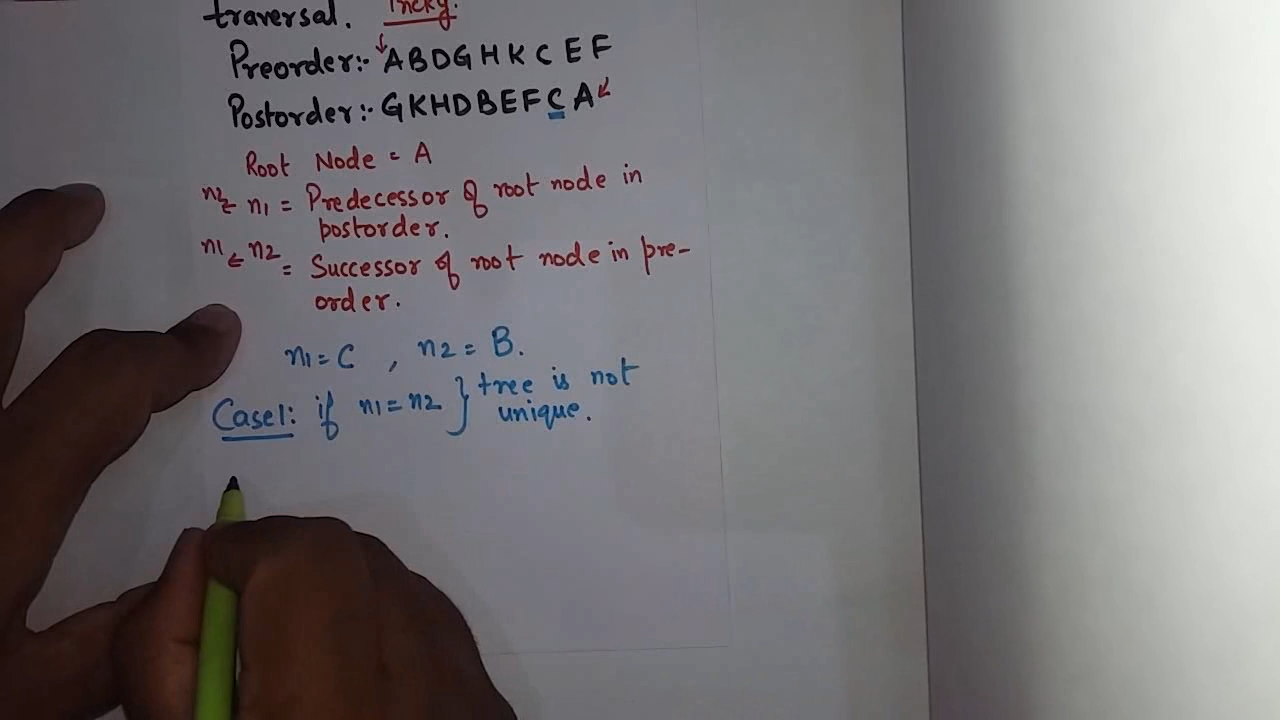 traversal. Tricky.
Preorder:- ABDGHKCEF
Postorder:- GKHDBEFCA
Root Node = A
n2 n1 = Predecessor of root node in
postorder.
n1 n2 = Successor of root node in pre-
order.
n1 = C , n2 = B.
Case1: if n1 = n2 } tree is not
unique.